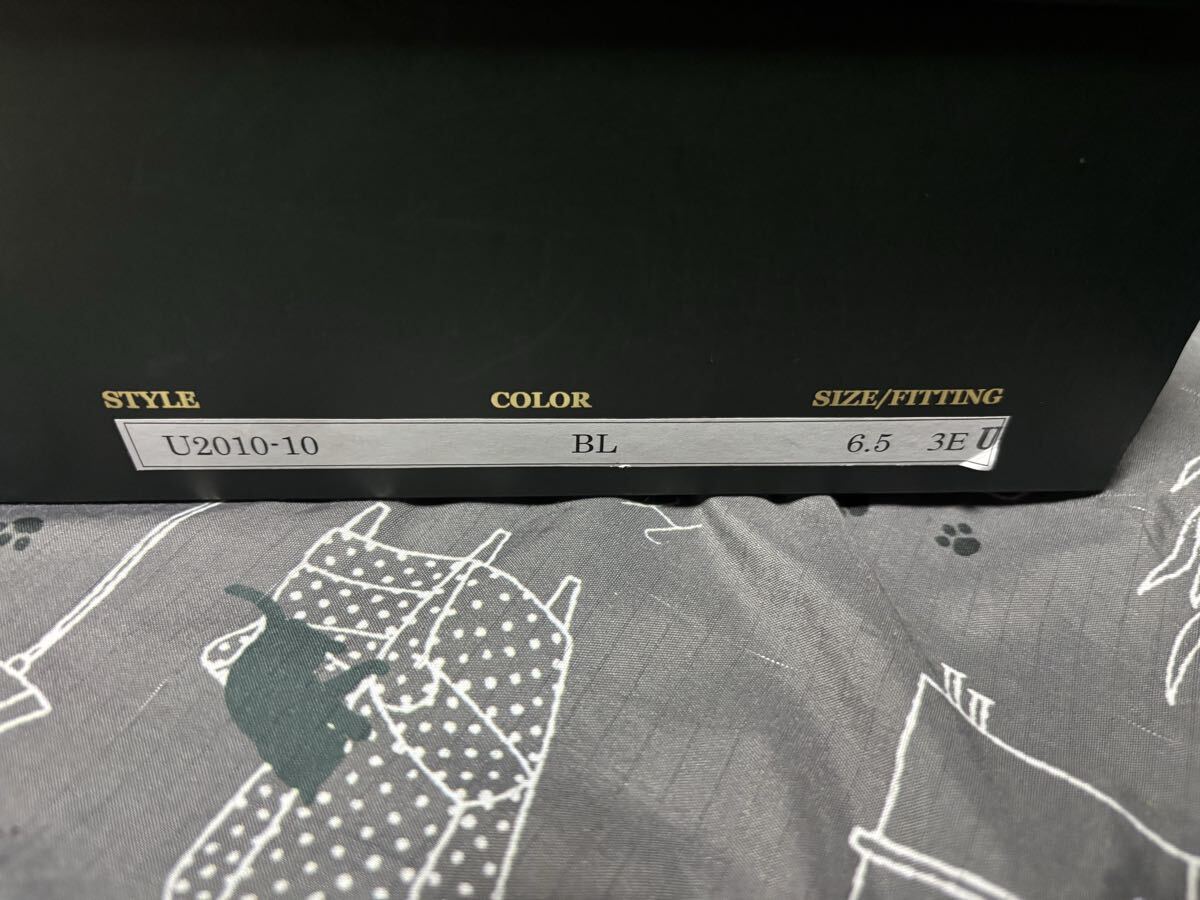 STYLE COLOR SIZE/FITTING
U2010-10 BL 6.5 3E U